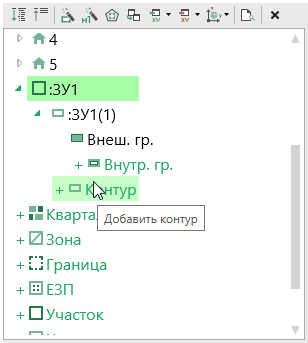 4
5
:ЗУ1
:ЗУ1(1)
Внеш. гр.
+ Внутр. гр.
+ Контур
Добавить контур
+ Кварта
+ Зона
+ Граница
+ ЕЗП
+ Участок